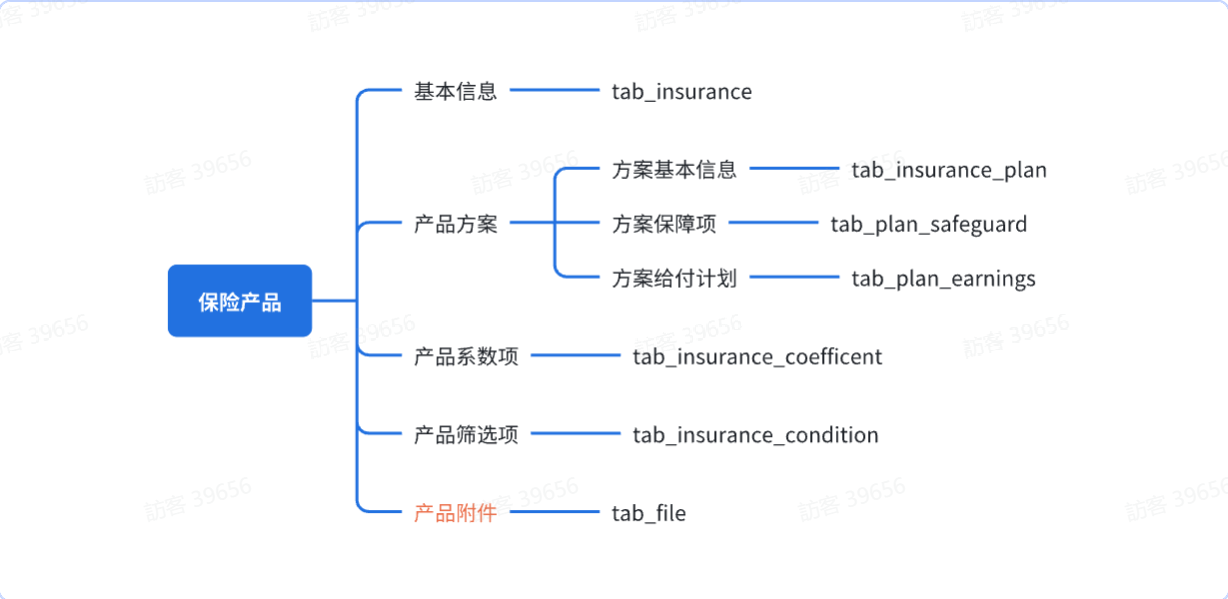 基本信息 tab_insurance
方案基本信息 tab_insurance_plan
产品方案 方案保障项 tab_plan_safeguard
方案给付计划 tab_plan_earnings
保险产品
产品系数项 tab_insurance_coefficent
产品筛选项 tab_insurance_condition
产品附件 tab_file
訪客 39656